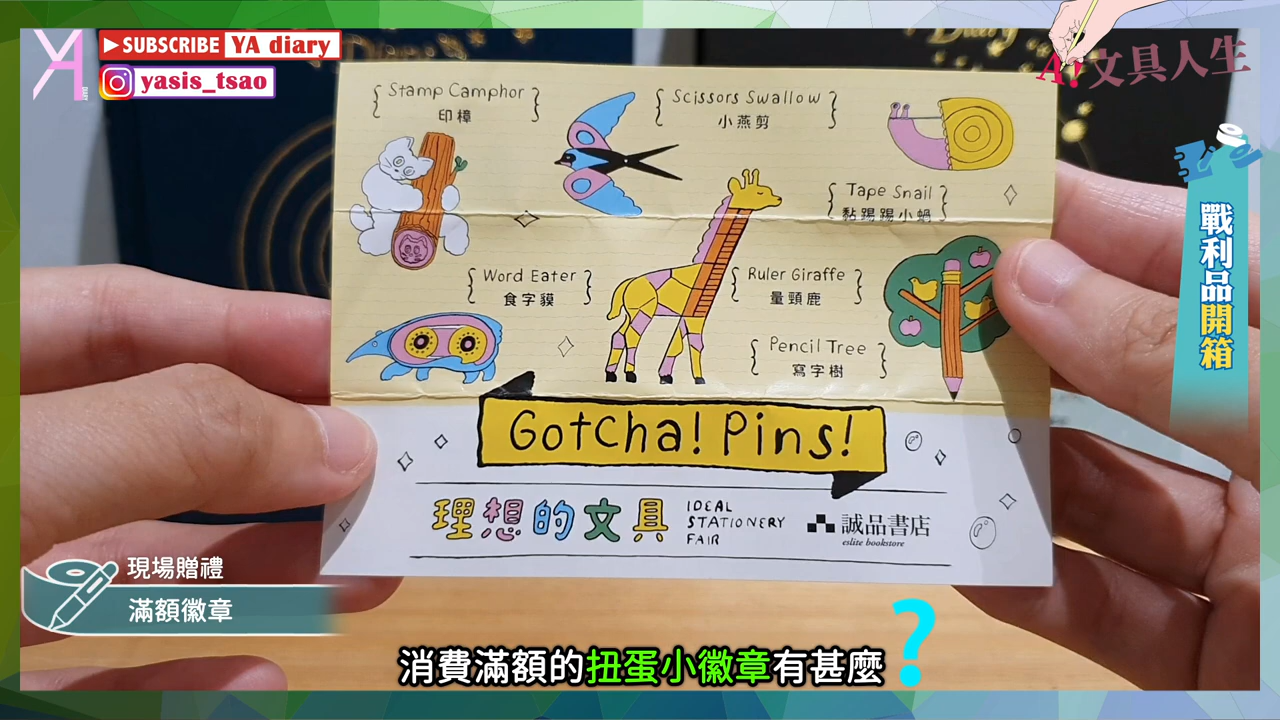 YA
DIARY
SUBSCRIBE YA diary
yasis_tsao
A!文具人生
戰利品開箱
{ Stamp Camphor }
印樟
{ Scissors Swallow }
小燕剪
{ Tape Snail }
黏踢踢小蝸
{ Word Eater }
食字貘
{ Ruler Giraffe }
量頸鹿
{ Pencil Tree }
寫字樹
Gotcha! Pins!
理想的文具
IDEAL
STATIONERY
FAIR
誠品書店
eslite bookstore
現場贈禮
滿額徽章
消費滿額的扭蛋小徽章有甚麼?